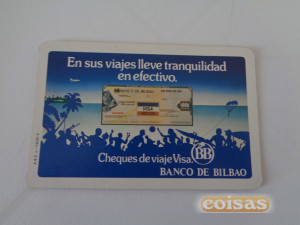 En sus viajes lleve tranquilidad
en efectivo.
BANCO DE BILBAO
VISA
Cheques de viaje Visa
BB
BANCO DE BILBAO
coisas